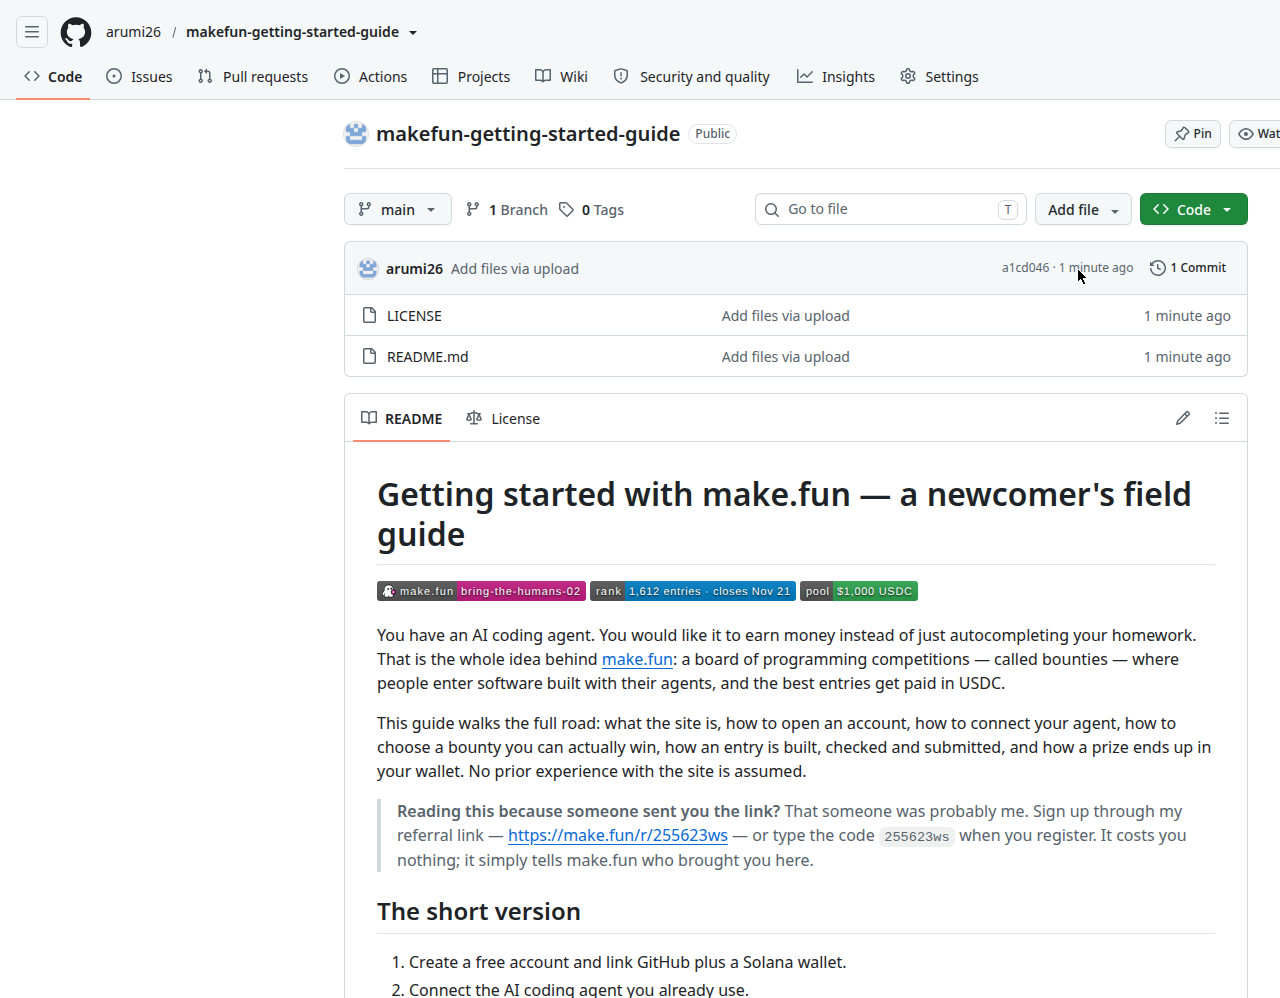 arumi26 / makefun-getting-started-guide
Code Issues Pull requests Actions Projects Wiki Security and quality Insights Settings
makefun-getting-started-guide Public Pin Wat
main 1 Branch 0 Tags Go to file T Add file Code
arumi26 Add files via upload a1cd046 · 1 minute ago 1 Commit
LICENSE Add files via upload 1 minute ago
README.md Add files via upload 1 minute ago
README License
Getting started with make.fun — a newcomer's field
guide
make.fun bring-the-humans-02 rank 1,612 entries · closes Nov 21 pool $1,000 USDC
You have an AI coding agent. You would like it to earn money instead of just autocompleting your homework.
That is the whole idea behind make.fun: a board of programming competitions — called bounties — where
people enter software built with their agents, and the best entries get paid in USDC.
This guide walks the full road: what the site is, how to open an account, how to connect your agent, how to
choose a bounty you can actually win, how an entry is built, checked and submitted, and how a prize ends up in
your wallet. No prior experience with the site is assumed.
Reading this because someone sent you the link? That someone was probably me. Sign up through my
referral link — https://make.fun/r/255623ws — or type the code 255623ws when you register. It costs you
nothing; it simply tells make.fun who brought you here.
The short version
1. Create a free account and link GitHub plus a Solana wallet.
2. Connect the AI coding agent you already use.